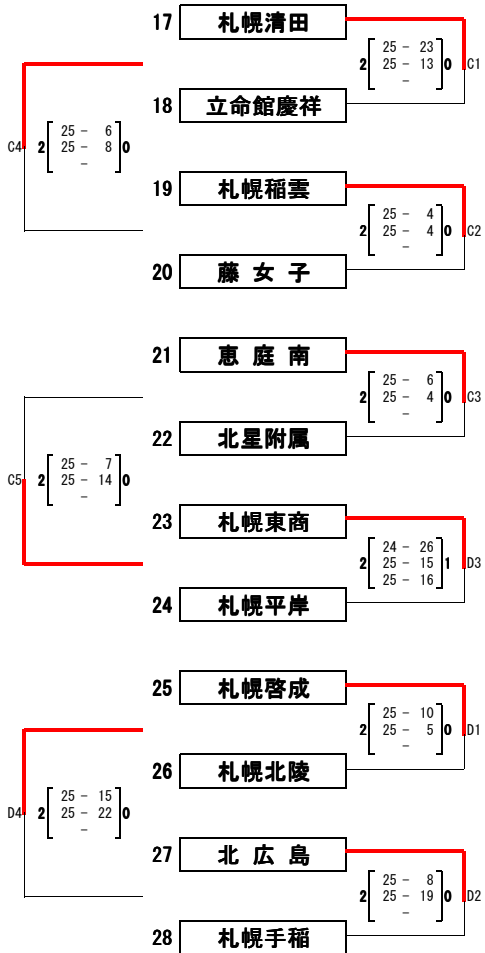 17 札幌清田
2 25 - 23 0 C1
25 - 13
-
18 立命館慶祥
C4 2 25 - 6 0
25 - 8
-
19 札幌稲雲
2 25 - 4 0 C2
25 - 4
-
20 藤女子
21 恵庭南
2 25 - 6 0 C3
25 - 4
-
22 北星附属
C5 2 25 - 7 0
25 - 14
-
23 札幌東商
2 24 - 26 1 D3
25 - 15
25 - 16
24 札幌平岸
25 札幌啓成
2 25 - 10 0 D1
25 - 5
-
26 札幌北陵
D4 2 25 - 15 0
25 - 22
-
27 北広島
2 25 - 8 0 D2
25 - 19
-
28 札幌手稲